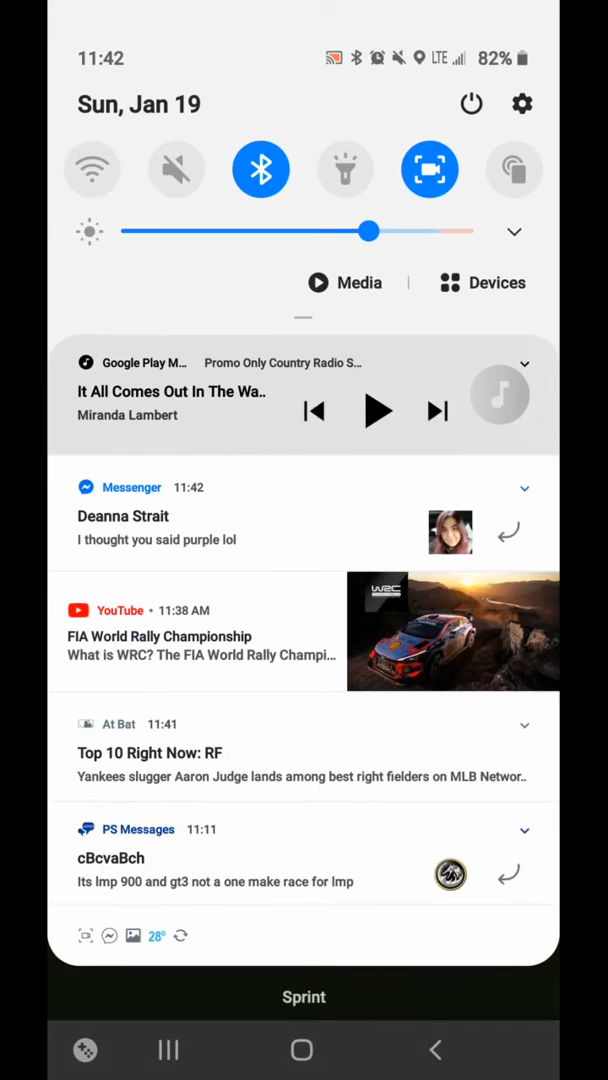 11:42 LTE 82%
Sun, Jan 19
Media | Devices
Google Play M... Promo Only Country Radio S...
It All Comes Out In The Wa..
Miranda Lambert
Messenger 11:42
Deanna Strait
I thought you said purple lol
YouTube • 11:38 AM
FIA World Rally Championship
What is WRC? The FIA World Rally Champi...
WRC
At Bat 11:41
Top 10 Right Now: RF
Yankees slugger Aaron Judge lands among best right fielders on MLB Networ..
PS Messages 11:11
cBcvaBch
Its lmp 900 and gt3 not a one make race for lmp
28°
Sprint